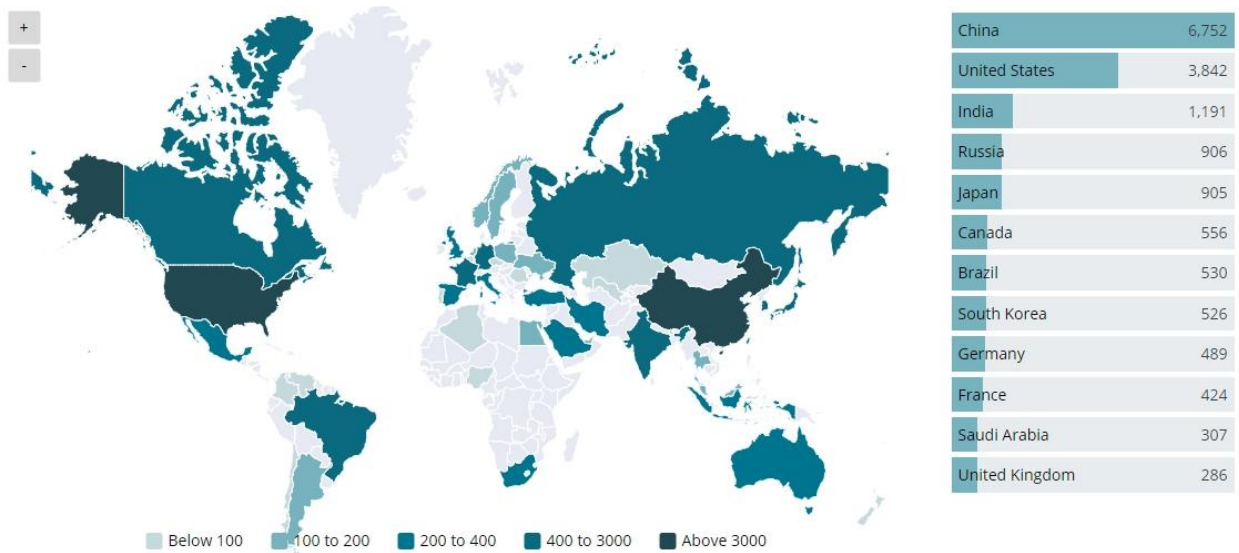 +
-
China 6,752
United States 3,842
India 1,191
Russia 906
Japan 905
Canada 556
Brazil 530
South Korea 526
Germany 489
France 424
Saudi Arabia 307
United Kingdom 286
Below 100 100 to 200 200 to 400 400 to 3000 Above 3000